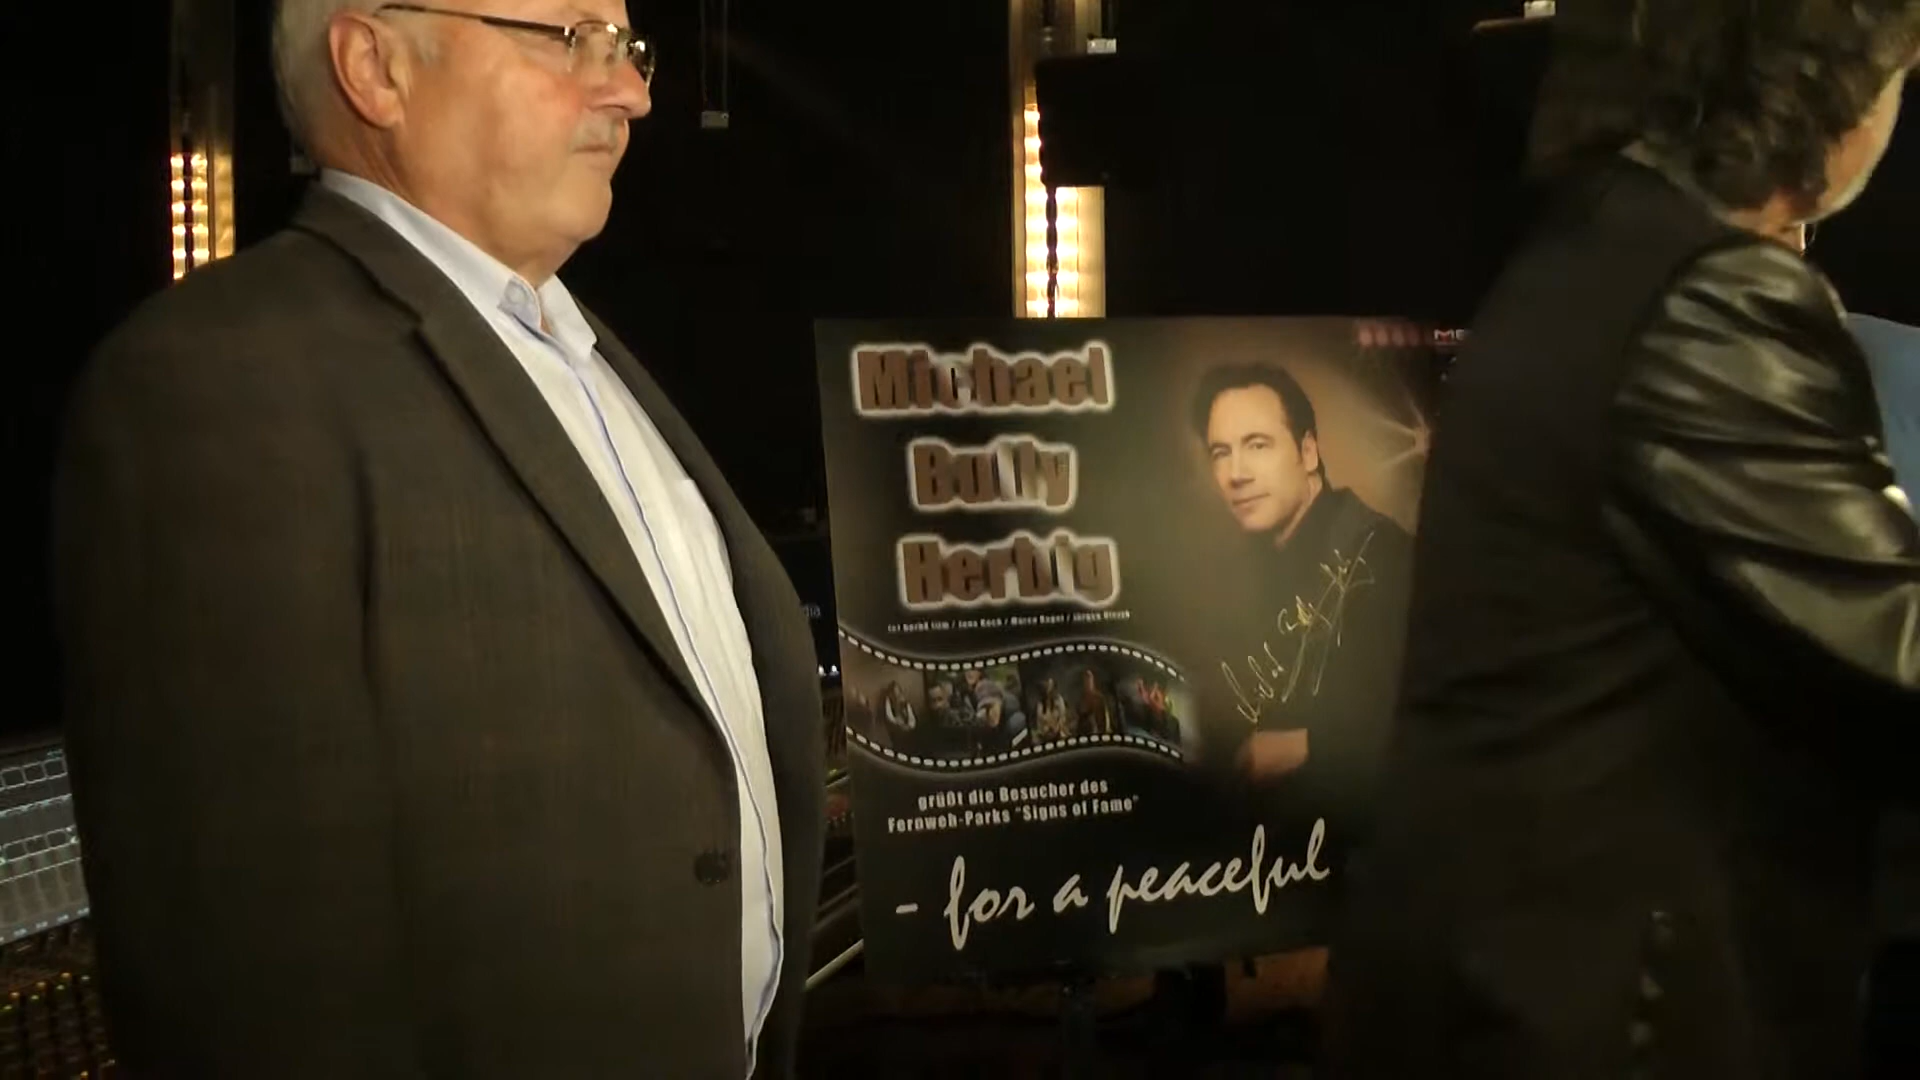 Michael
Bully
Herbig
grüßt die Besucher des
Fernweh-Parks "Signs of Fame"
- for a peaceful